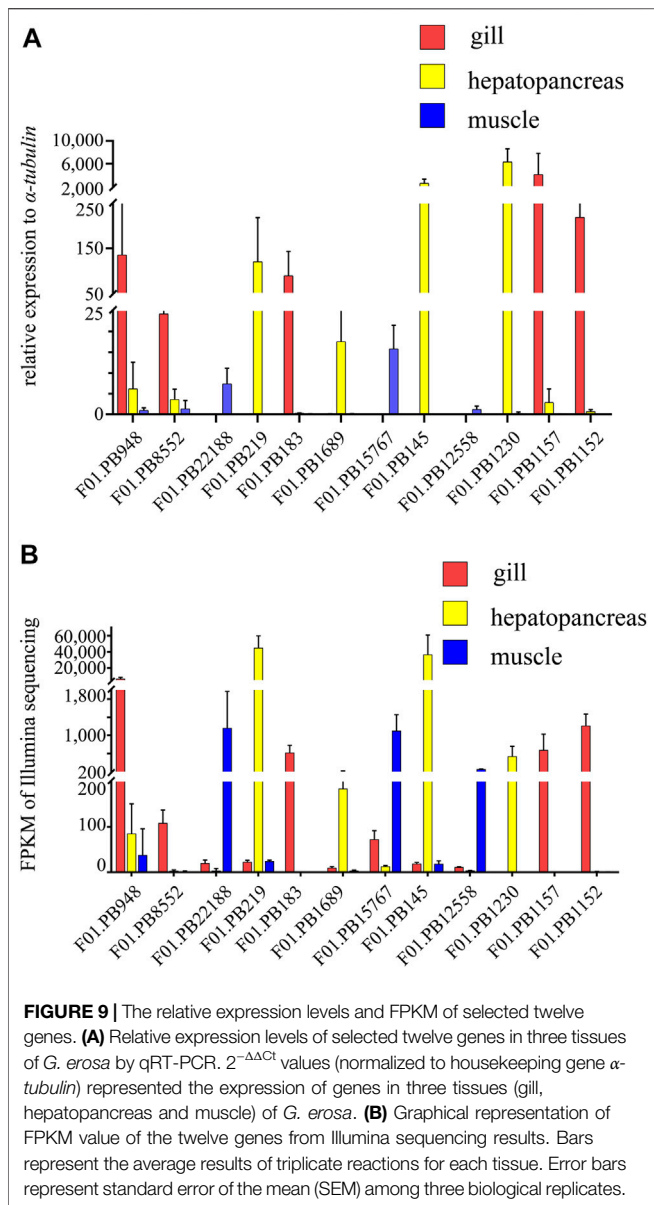 A
gill
hepatopancreas
muscle
relative expression to α-tubulin
10,000
6,000
2,000
250
150
50
25
0
F01.PB948
F01.PB8552
F01.PB22188
F01.PB219
F01.PB183
F01.PB1689
F01.PB15767
F01.PB145
F01.PB12558
F01.PB1230
F01.PB1157
F01.PB1152
B
gill
hepatopancreas
muscle
FPKM of Illumina sequencing
60,000
20,000
1,800
1,000
200
200
100
0
F01.PB948
F01.PB8552
F01.PB22188
F01.PB219
F01.PB183
F01.PB1689
F01.PB15767
F01.PB145
F01.PB12558
F01.PB1230
F01.PB1157
F01.PB1152
FIGURE 9 | The relative expression levels and FPKM of selected twelve
genes. (A) Relative expression levels of selected twelve genes in three tissues
of G. erosa by qRT-PCR. 2−ΔΔCt values (normalized to housekeeping gene α-
tubulin) represented the expression of genes in three tissues (gill,
hepatopancreas and muscle) of G. erosa. (B) Graphical representation of
FPKM value of the twelve genes from Illumina sequencing results. Bars
represent the average results of triplicate reactions for each tissue. Error bars
represent standard error of the mean (SEM) among three biological replicates.